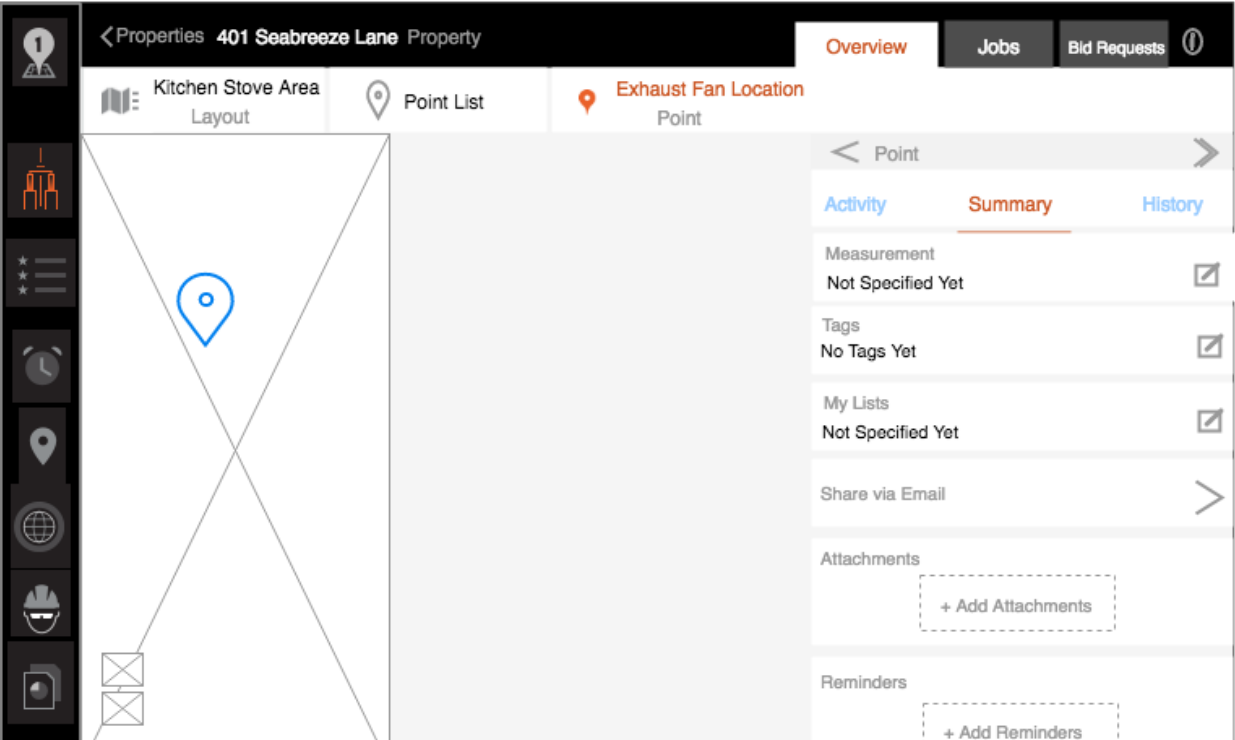 1
Properties 401 Seabreeze Lane Property
Overview
Jobs
Bid Requests
Kitchen Stove Area
Layout
Point List
Exhaust Fan Location
Point
Point
Activity
Summary
History
Measurement
Not Specified Yet
Tags
No Tags Yet
My Lists
Not Specified Yet
Share via Email
Attachments
+ Add Attachments
Reminders
+ Add Reminders